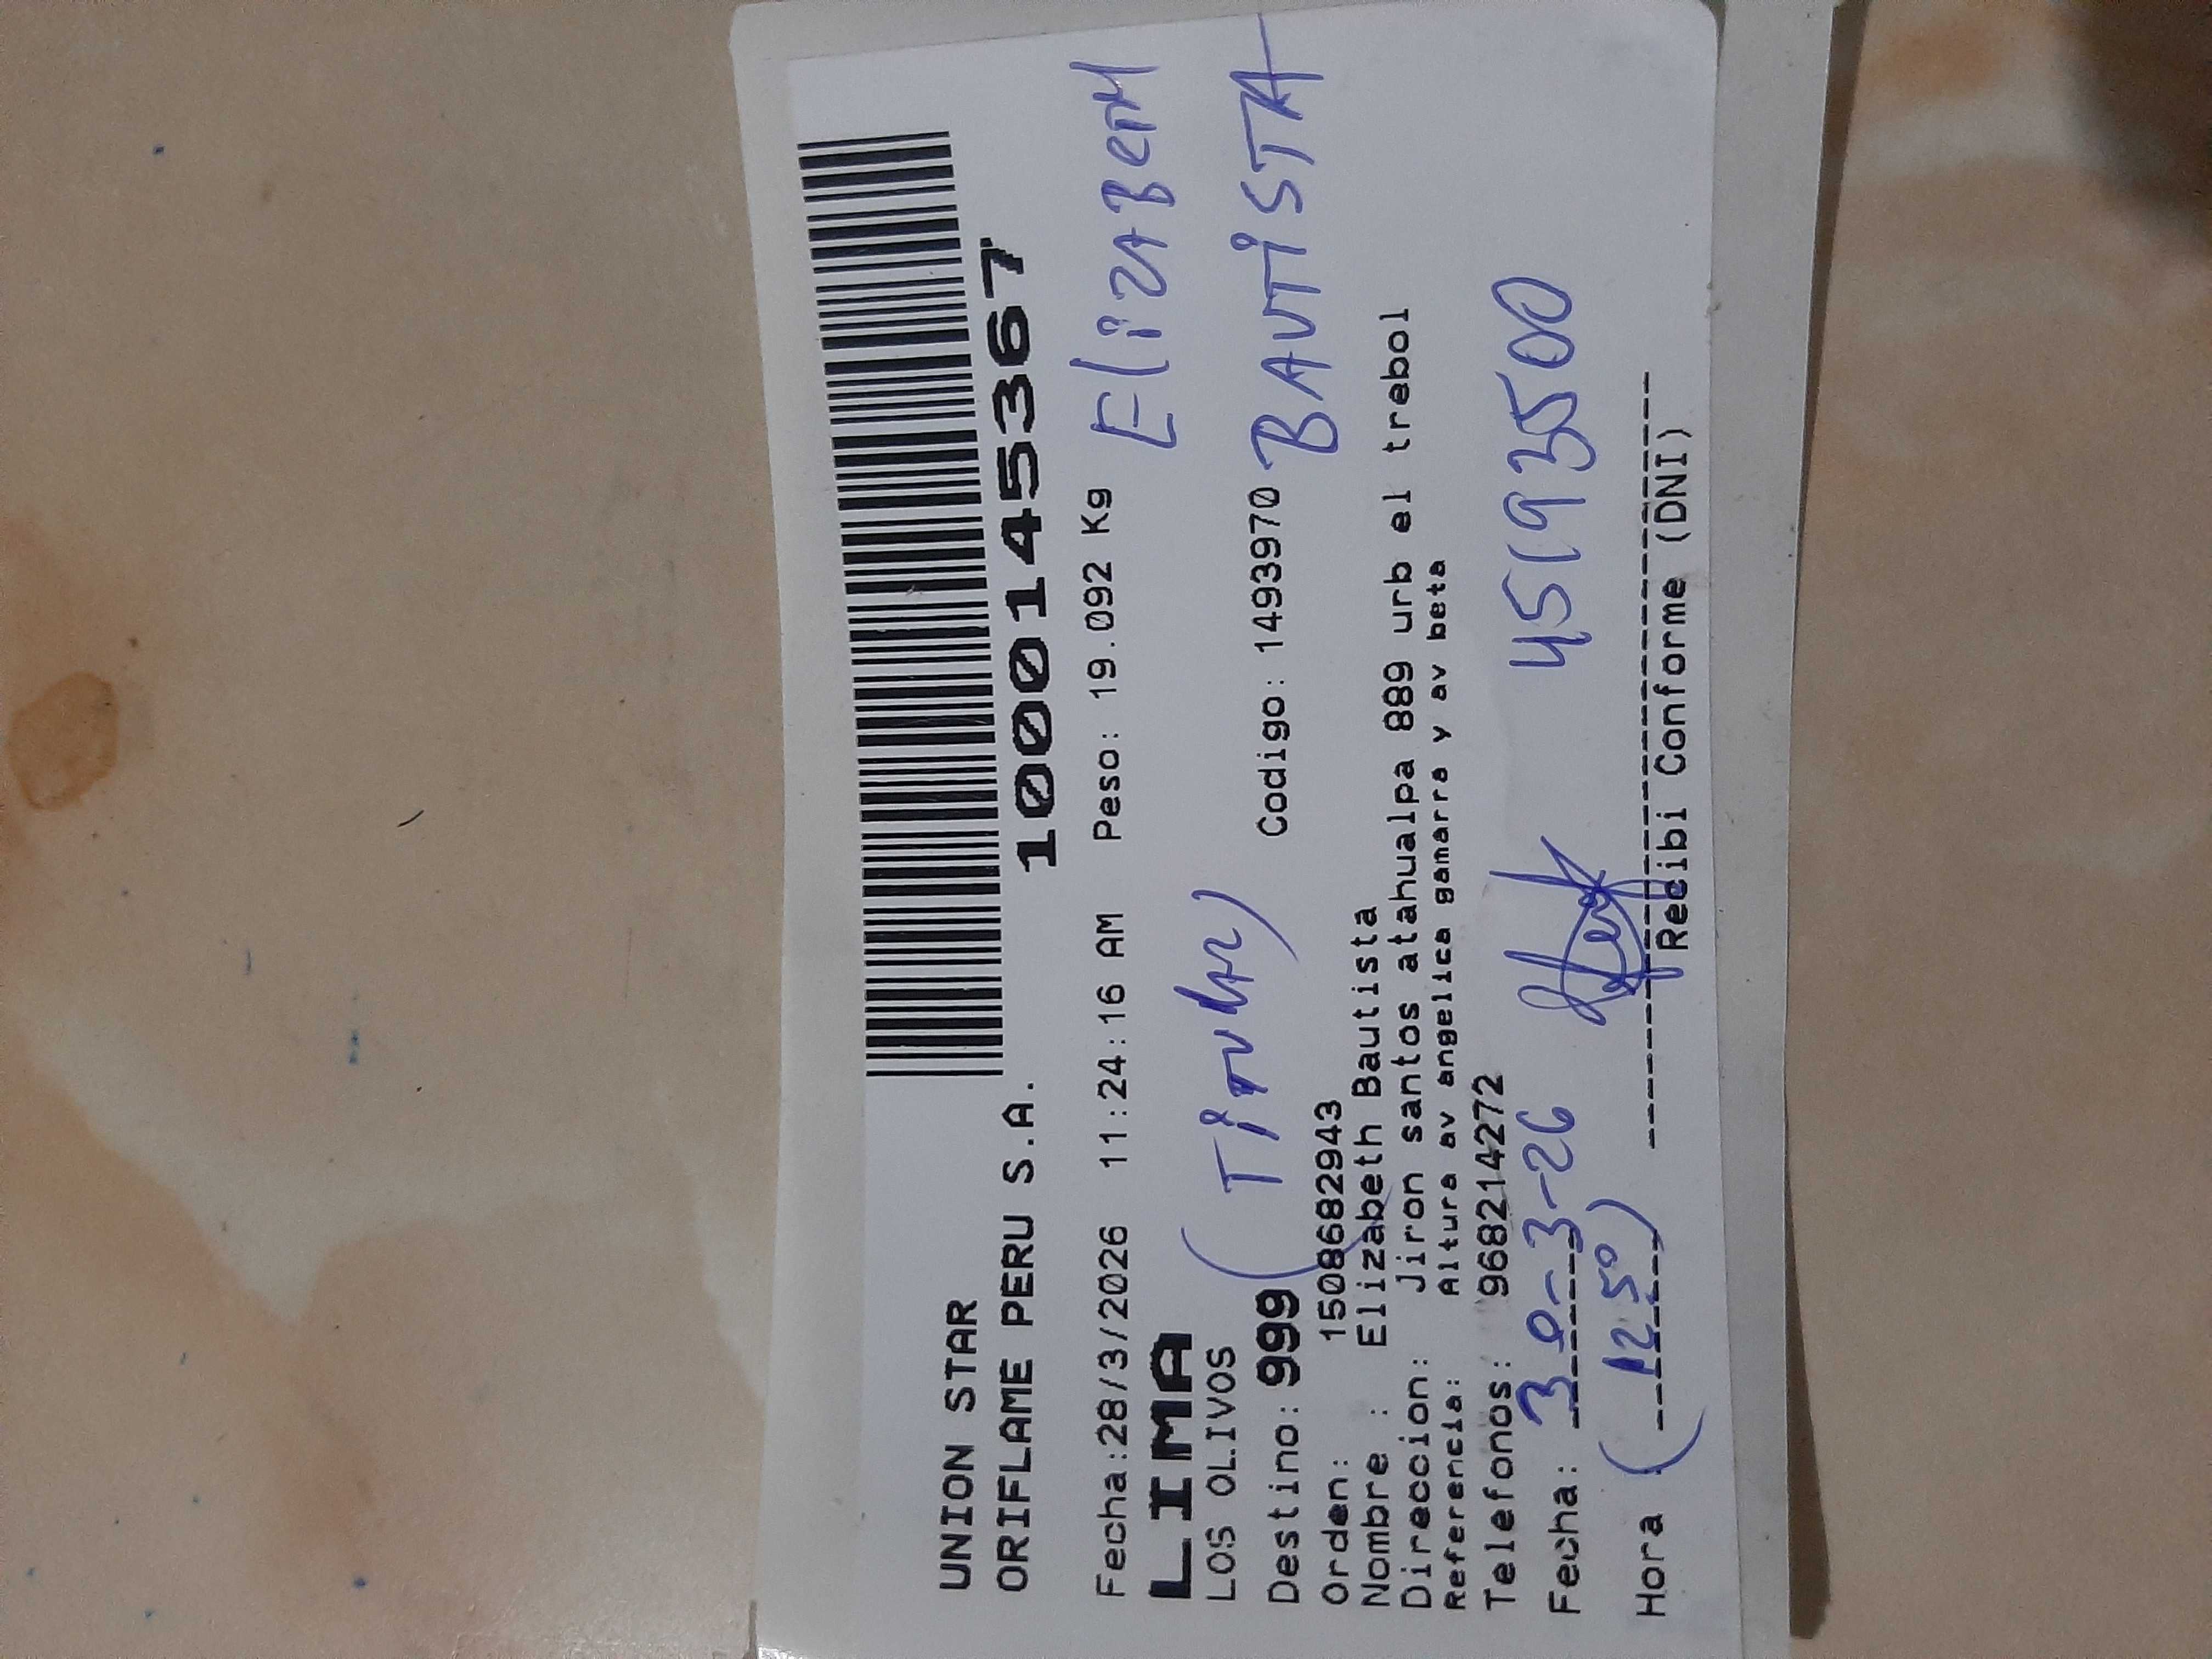 UNION STAR
ORIFLAME PERU S.A.
1000145367
Fecha:28/3/2026 11:24:16 AM Peso: 19.092 Kg ElizABETH
LIMA
LOS OLIVOS (TiTULAR)
Destino: 999 Codigo: 1493970 BAUTiSTA
Orden: 1508682943
Nombre : Elizabeth Bautista
Direccion: Jiron santos atahualpa 889 urb el trebol
Referencia: Altura av angelica gamarra y av beta
Telefonos: 968214272
Fecha: 30-3-26 45193500
Hora (12:50)
Recibi Conforme (DNI)